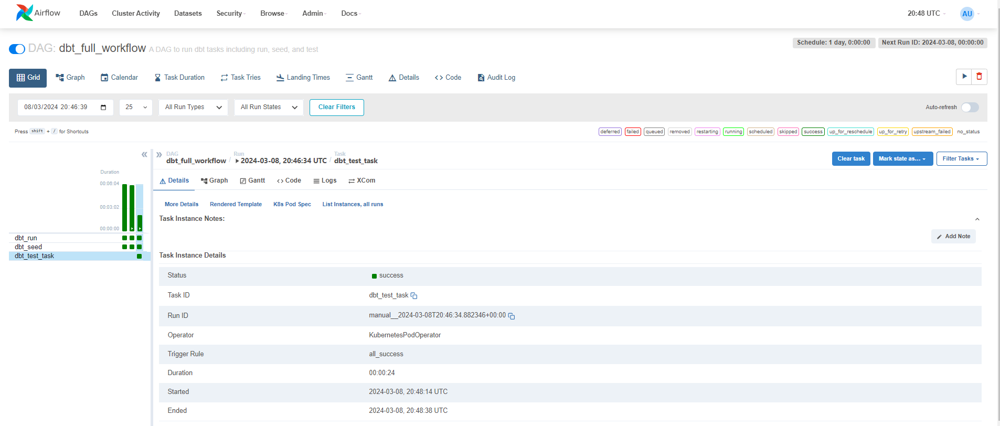 Airflow DAGs Cluster Activity Datasets Security Browse Admin Docs 20:48 UTC AU
DAG: dbt_full_workflow A DAG to run dbt tasks including run, seed, and test Schedule: 1 day, 0:00:00 Next Run ID: 2024-03-08, 00:00:00
Grid Graph Calendar Task Duration Task Tries Landing Times Gantt Details Code Audit Log
08/03/2024 20:46:39 25 All Run Types All Run States Clear Filters Auto-refresh
Press shift + / for Shortcuts deferred failed queued removed restarting running scheduled skipped success up_for_reschedule up_for_retry upstream_failed no_status
DAG Run Task
dbt_full_workflow / 2024-03-08, 20:46:34 UTC / dbt_test_task Clear task Mark state as... Filter Tasks
Duration
00:06:04
00:03:02
00:00:00
dbt_run
dbt_seed
dbt_test_task
Details Graph Gantt Code Logs XCom
More Details Rendered Template K8s Pod Spec List Instances, all runs
Task Instance Notes:
Add Note
Task Instance Details
Status success
Task ID dbt_test_task
Run ID manual__2024-03-08T20:46:34.882346+00:00
Operator KubernetesPodOperator
Trigger Rule all_success
Duration 00:00:24
Started 2024-03-08, 20:48:14 UTC
Ended 2024-03-08, 20:48:38 UTC